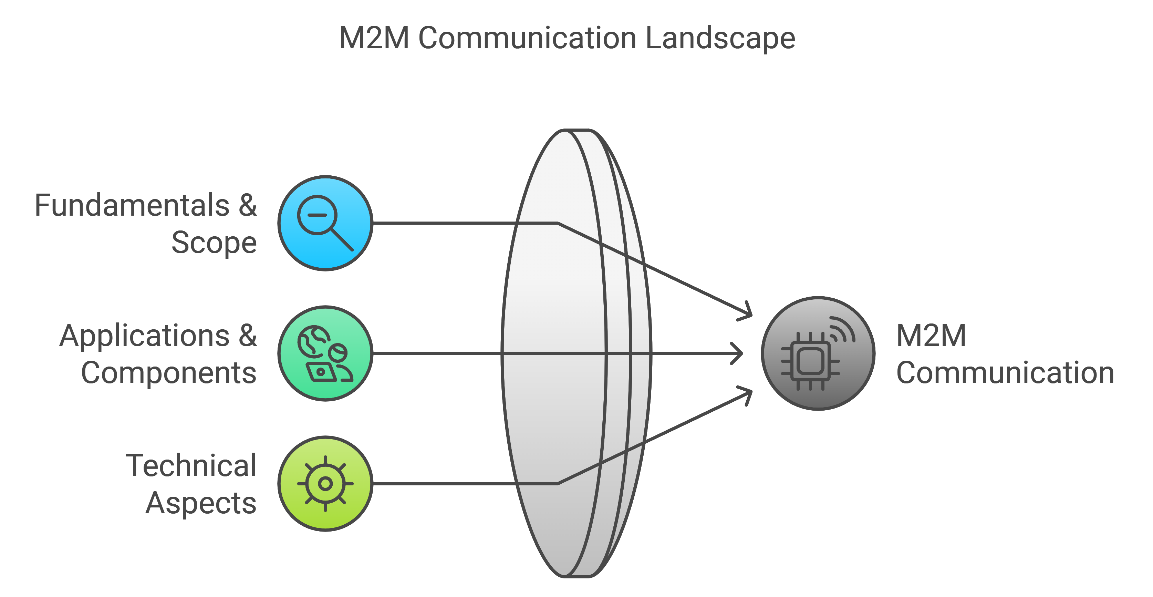 M2M Communication Landscape
Fundamentals &
Scope
Applications &
Components
Technical
Aspects
M2M
Communication